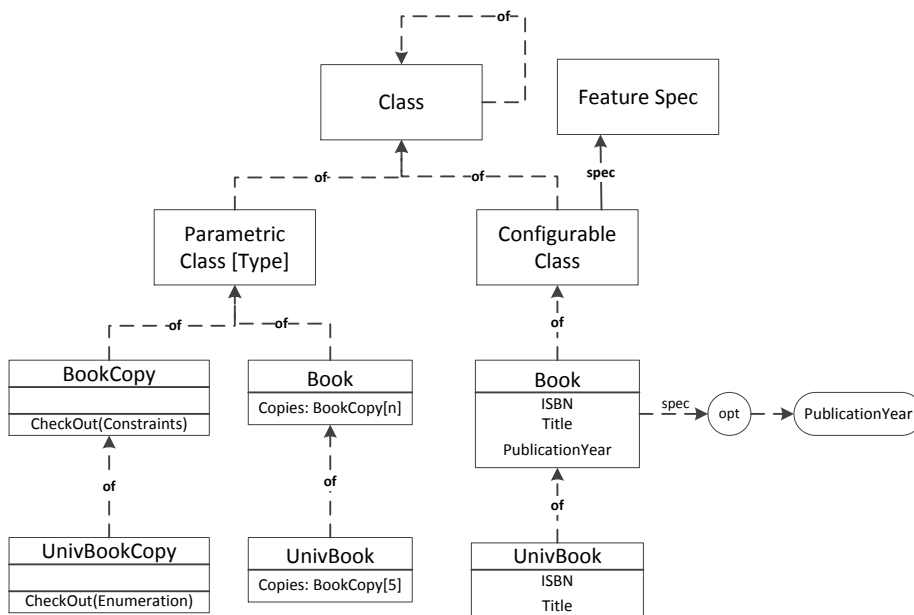 of
Class
Feature Spec
of
of
spec
Parametric
Class [Type]
Configurable
Class
of
of
of
BookCopy
CheckOut(Constraints)
Book
Copies: BookCopy[n]
Book
ISBN
Title
PublicationYear
spec
opt
PublicationYear
of
of
of
UnivBookCopy
CheckOut(Enumeration)
UnivBook
Copies: BookCopy[5]
UnivBook
ISBN
Title